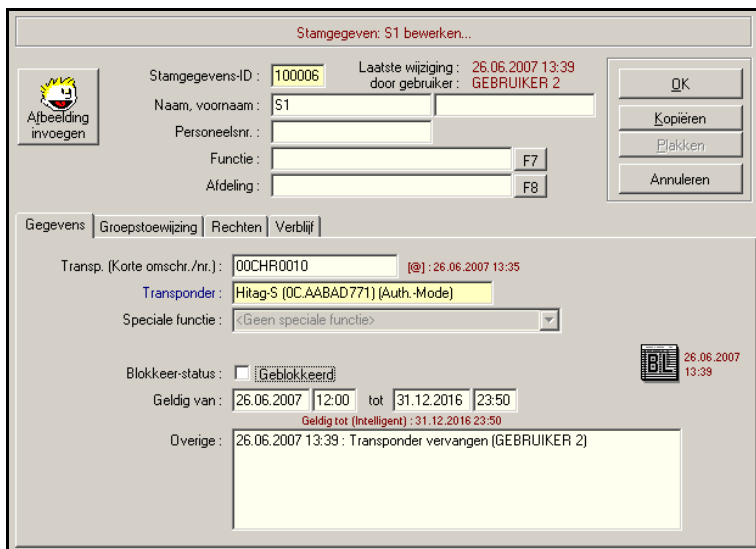 Stamgegeven: S1 bewerken...
Stamgegevens-ID : 100006 Laatste wijziging : 26.06.2007 13:39
door gebruiker : GEBRUIKER 2
Afbeelding invoegen
Naam, voornaam : S1
Personeelsnr. :
Functie : F7
Afdeling : F8
OK
Kopiëren
Plakken
Annuleren
Gegevens Groepstoewijzing Rechten Verblijf
Transp. (Korte omschr./nr.) : 00CHR0010 [@] : 26.06.2007 13:35
Transponder : Hitag-S (0C.AABAD771) (Auth.-Mode)
Speciale functie : <Geen speciale functie>
BL 26.06.2007
13:39
Blokkeer-status : Geblokkeerd
Geldig van : 26.06.2007 12:00 tot 31.12.2016 23:50
Geldig tot (Intelligent) : 31.12.2016 23:50
Overige : 26.06.2007 13:39 : Transponder vervangen (GEBRUIKER 2)